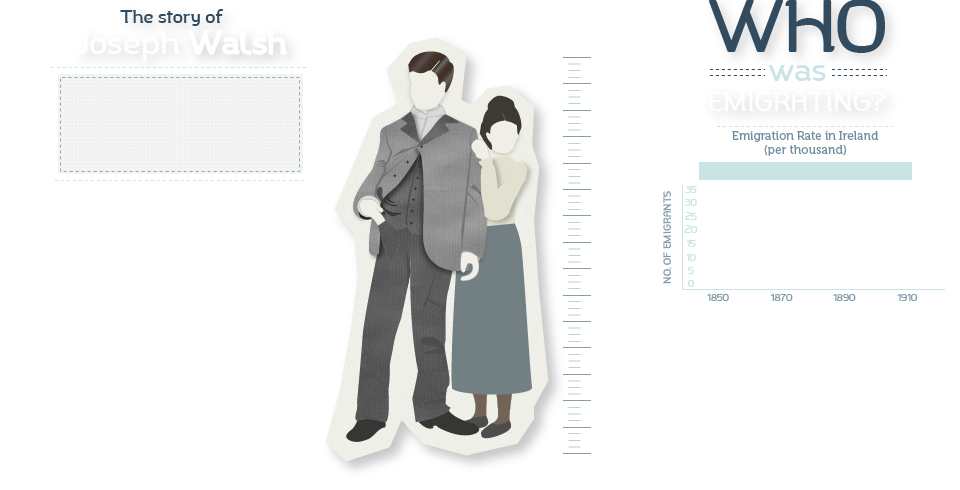 The story of
Joseph Walsh
WHO
was
EMIGRATING?
Emigration Rate in Ireland
(per thousand)
NO. OF EMIGRANTS
35
30
25
20
15
10
5
0
1850 1870 1890 1910